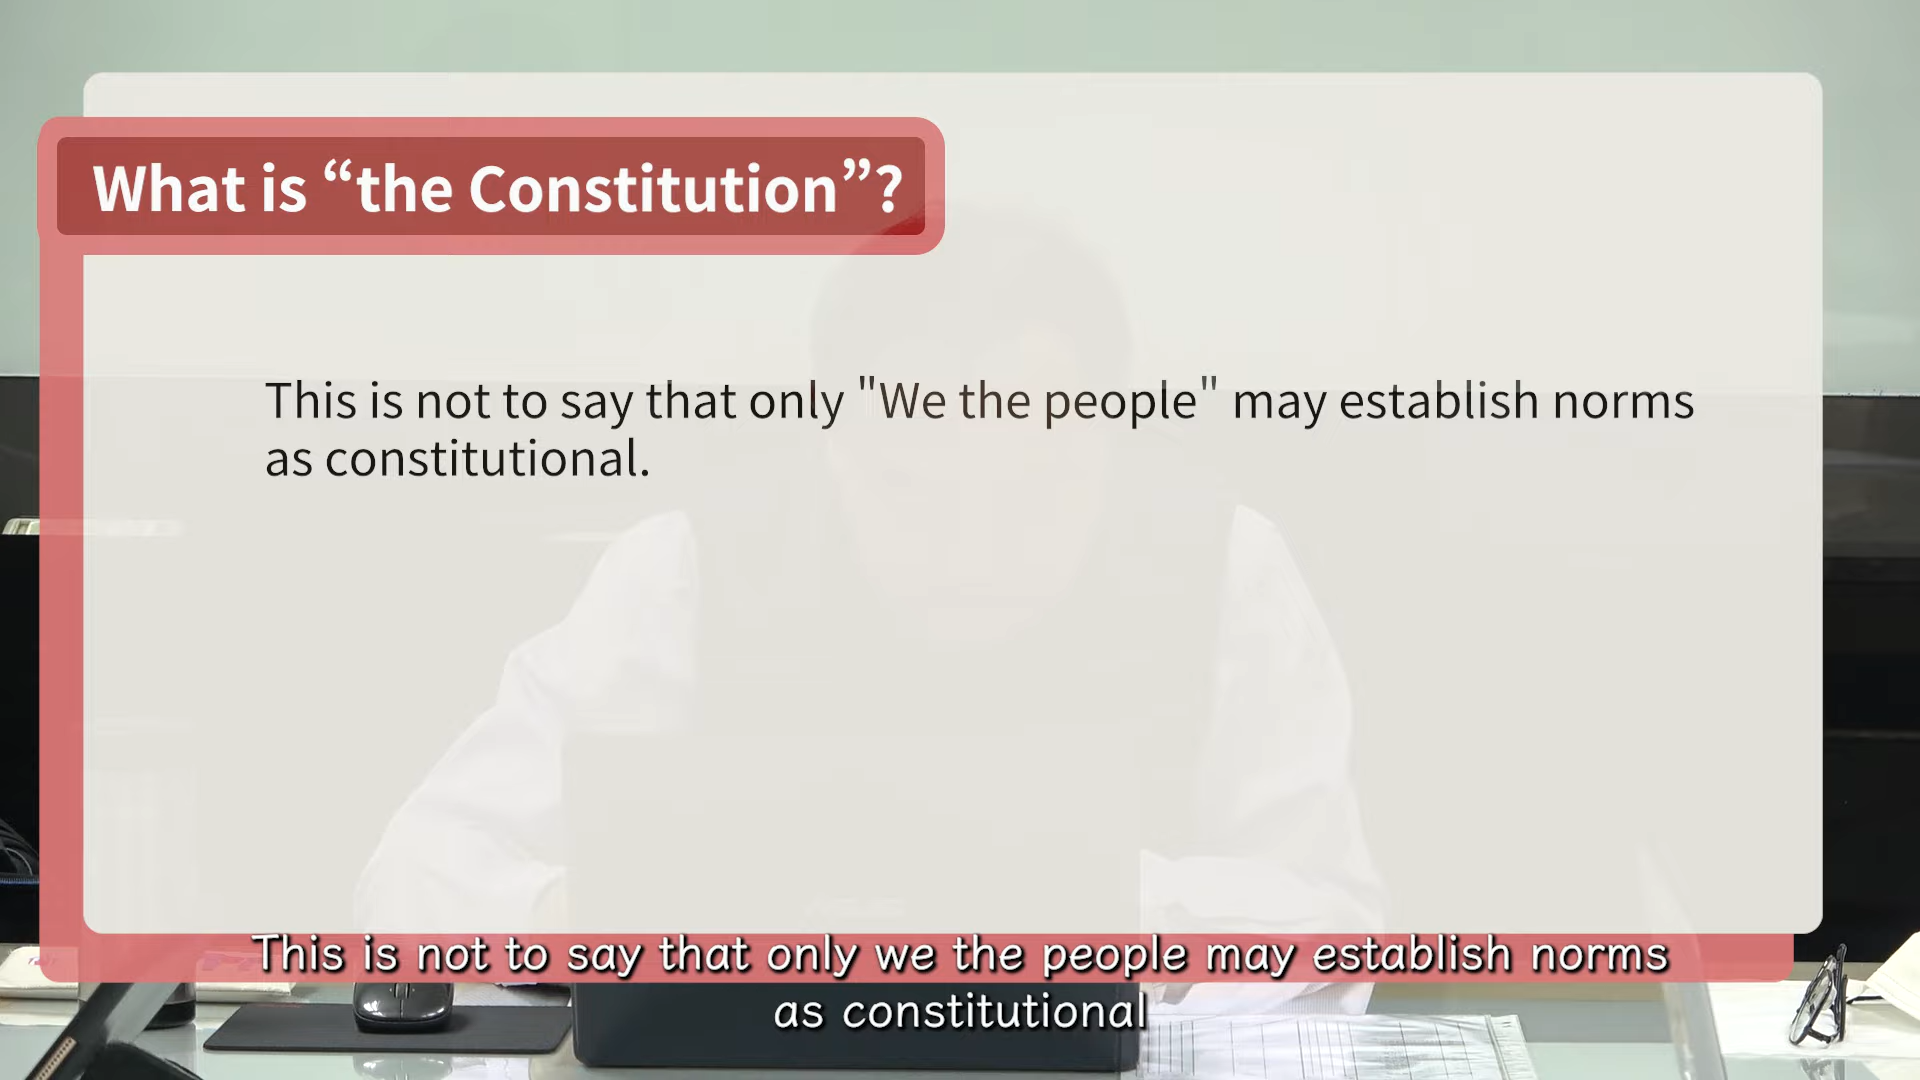 What is “the Constitution”?
This is not to say that only "We the people" may establish norms
as constitutional.
This is not to say that only we the people may establish norms
as constitutional